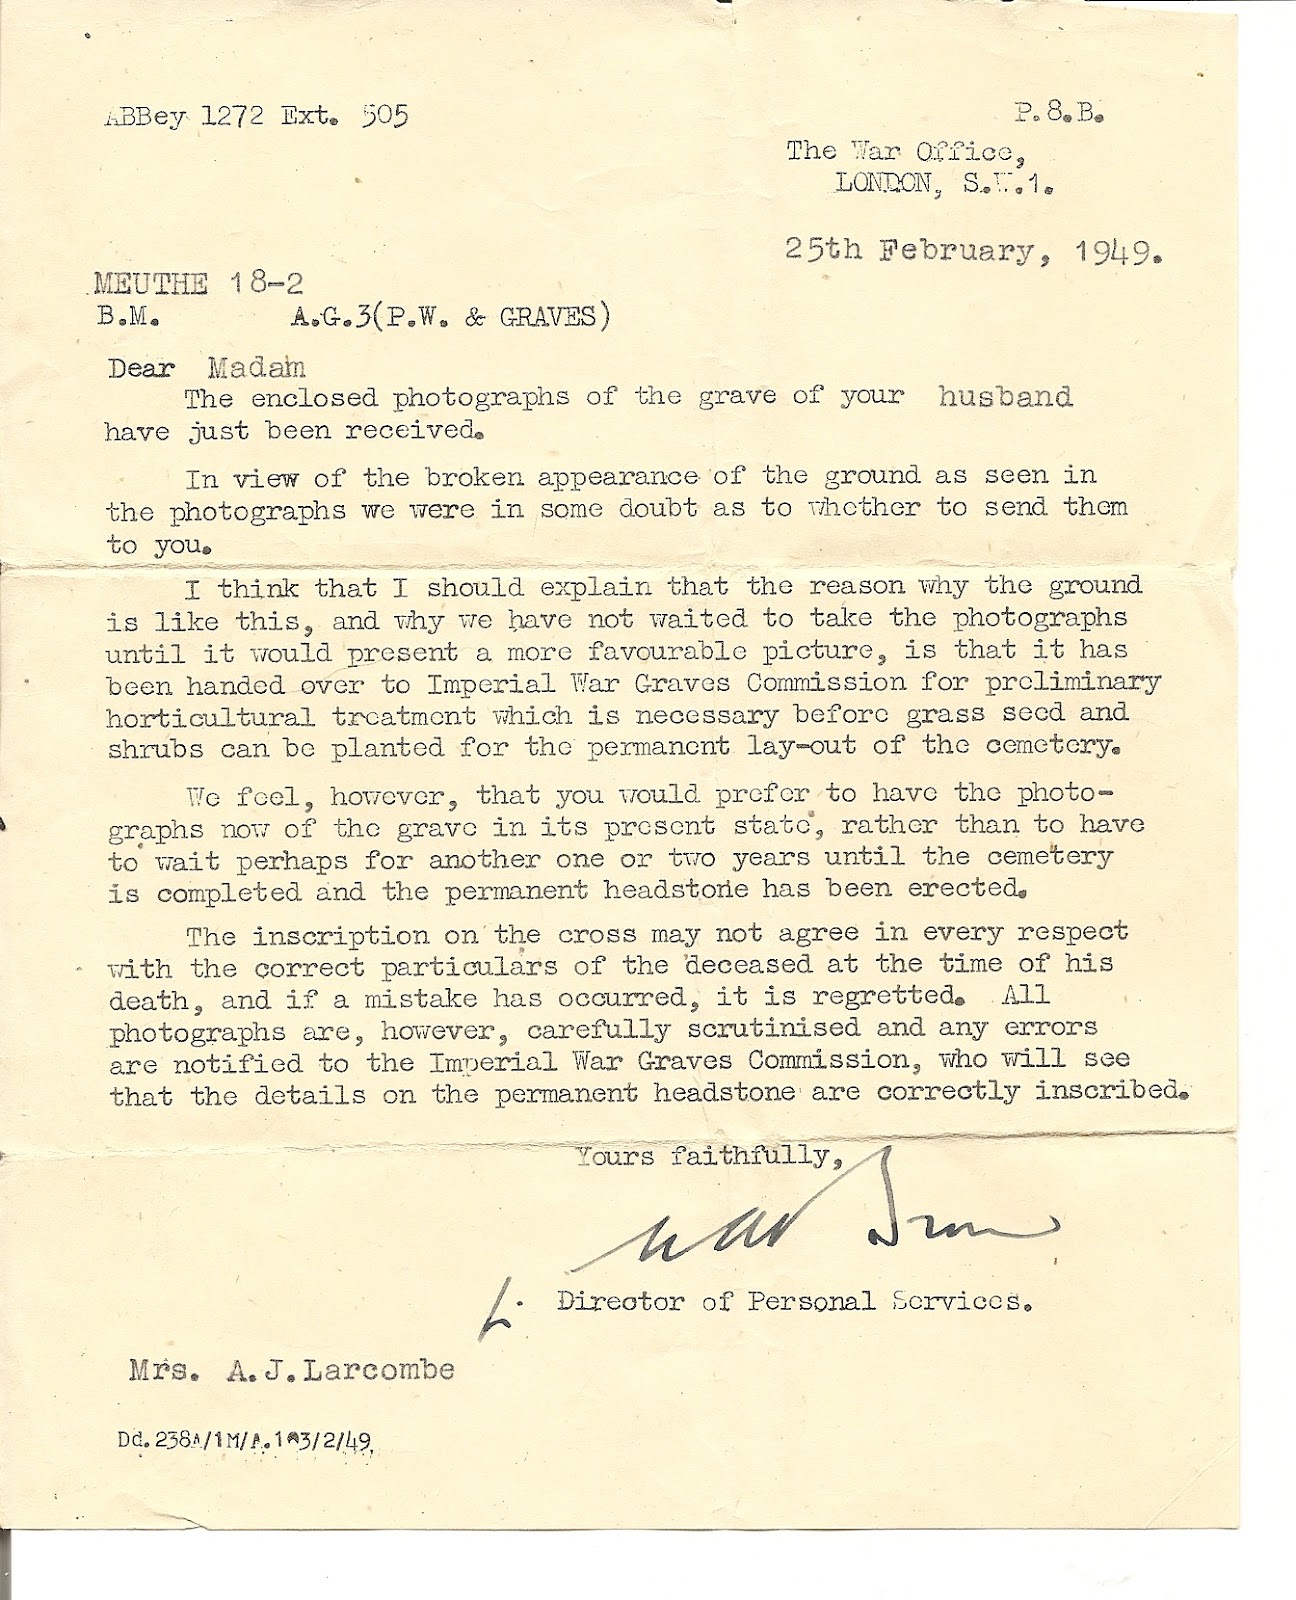 ABBey 1272 Ext. 505
P.8.B.
The War Office,
LONDON, S.W.1.
25th February, 1949.
MEUTHE 18-2
B.M. A.G.3(P.W. & GRAVES)
Dear Madam
The enclosed photographs of the grave of your husband
have just been received.
In view of the broken appearance of the ground as seen in
the photographs we were in some doubt as to whether to send them
to you.
I think that I should explain that the reason why the ground
is like this, and why we have not waited to take the photographs
until it would present a more favourable picture, is that it has
been handed over to Imperial War Graves Commission for preliminary
horticultural treatment which is necessary before grass seed and
shrubs can be planted for the permanent lay-out of the cemetery.
We feel, however, that you would prefer to have the photo-
graphs now of the grave in its present state, rather than to have
to wait perhaps for another one or two years until the cemetery
is completed and the permanent headstone has been erected.
The inscription on the cross may not agree in every respect
with the correct particulars of the deceased at the time of his
death, and if a mistake has occurred, it is regretted. All
photographs are, however, carefully scrutinised and any errors
are notified to the Imperial War Graves Commission, who will see
that the details on the permanent headstone are correctly inscribed.
Yours faithfully,
Director of Personal Services.
Mrs. A.J.Larcombe
Dd.238A/1M/A.1 3/2/49.